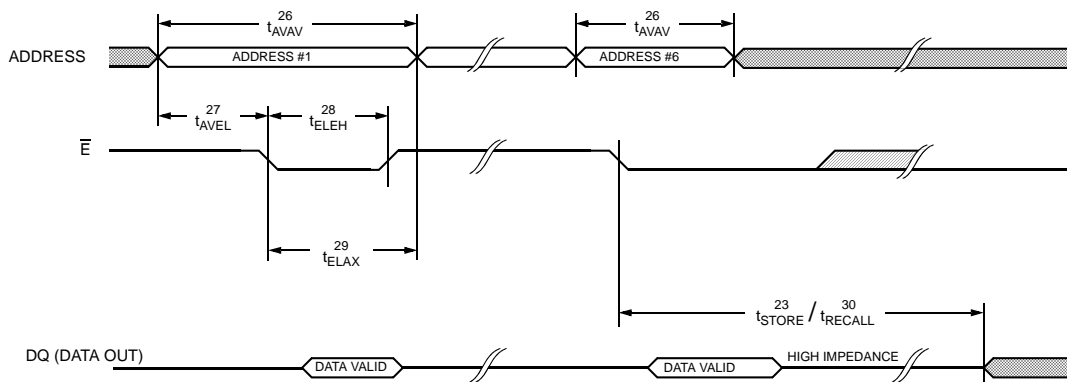 26
tAVAV
26
tAVAV
ADDRESS
ADDRESS #1
ADDRESS #6
27
tAVEL
28
tELEH
E
29
tELAX
23 30
tSTORE / tRECALL
DQ (DATA OUT)
DATA VALID
DATA VALID
HIGH IMPEDANCE